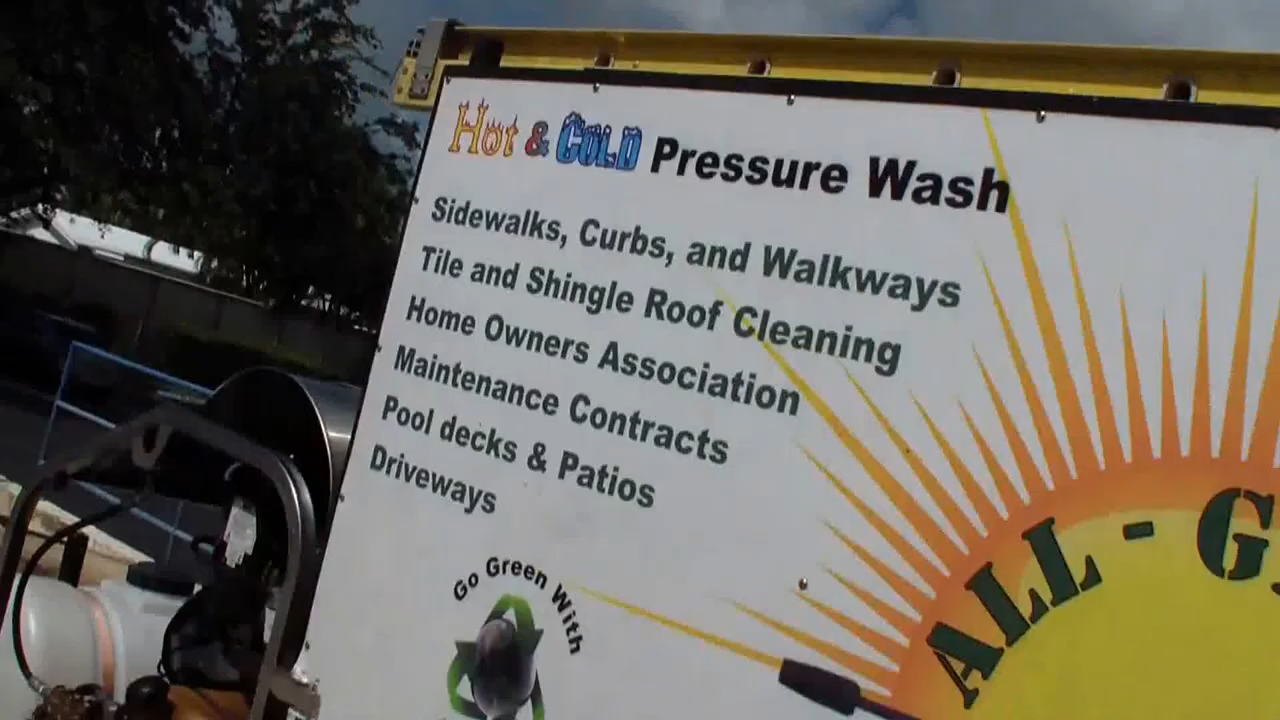 Hot & COLD Pressure Wash
Sidewalks, Curbs, and Walkways
Tile and Shingle Roof Cleaning
Home Owners Association
Maintenance Contracts
Pool decks & Patios
Driveways
Go Green With
ALL - G